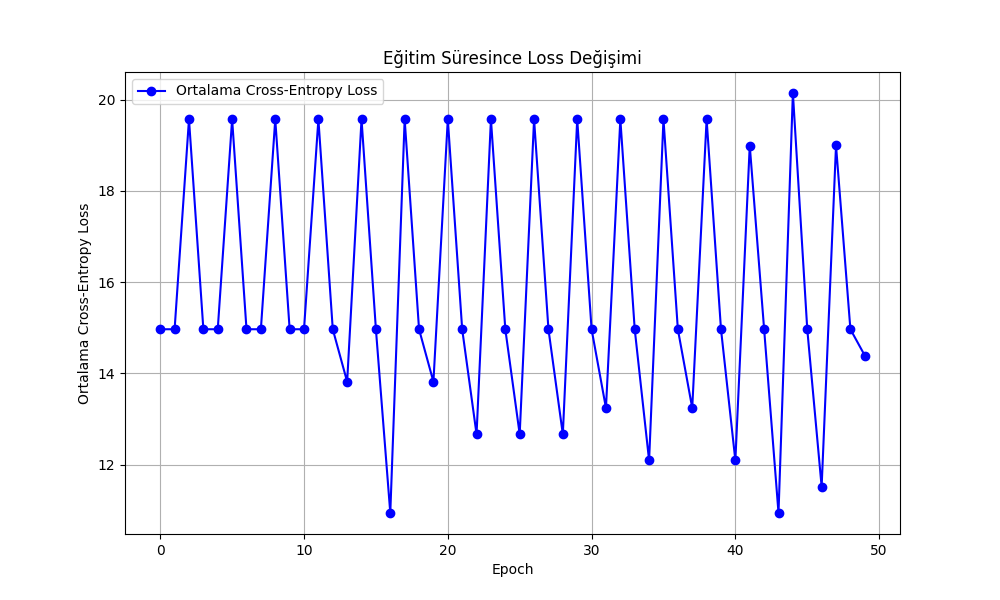 Eğitim Süresince Loss Değişimi
Ortalama Cross-Entropy Loss
Ortalama Cross-Entropy Loss
20
18
16
14
12
0 10 20 30 40 50
Epoch